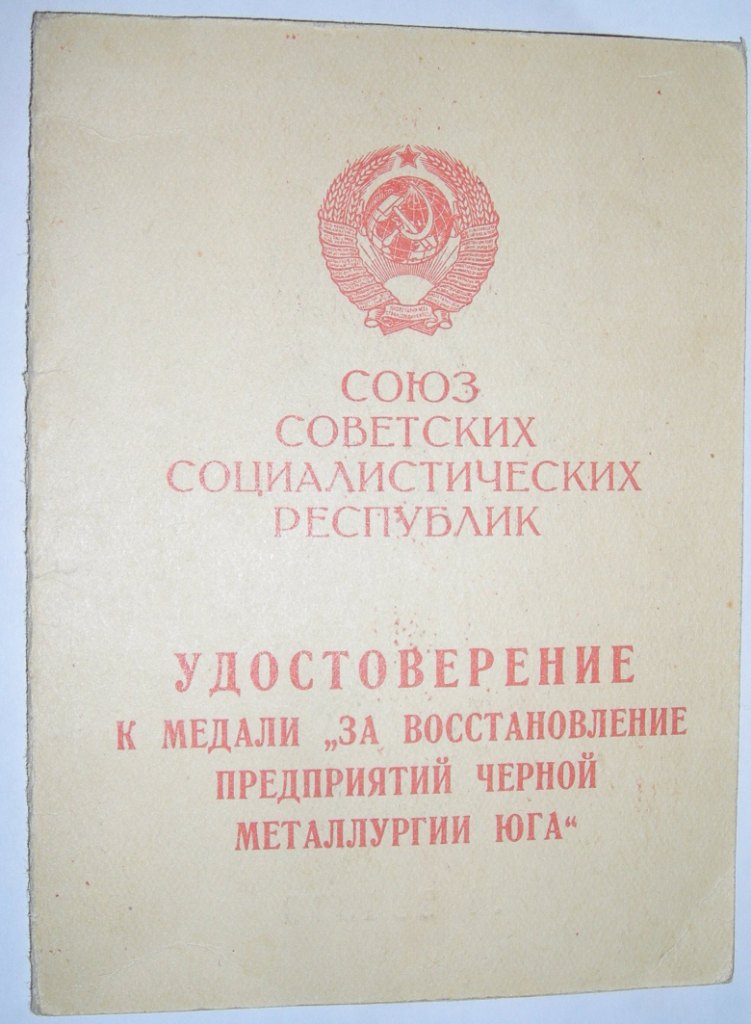 СОЮЗ
СОВЕТСКИХ
СОЦИАЛИСТИЧЕСКИХ
РЕСПУБЛИК
УДОСТОВЕРЕНИЕ
К МЕДАЛИ „ЗА ВОССТАНОВЛЕНИЕ
ПРЕДПРИЯТИЙ ЧЕРНОЙ
МЕТАЛЛУРГИИ ЮГА“